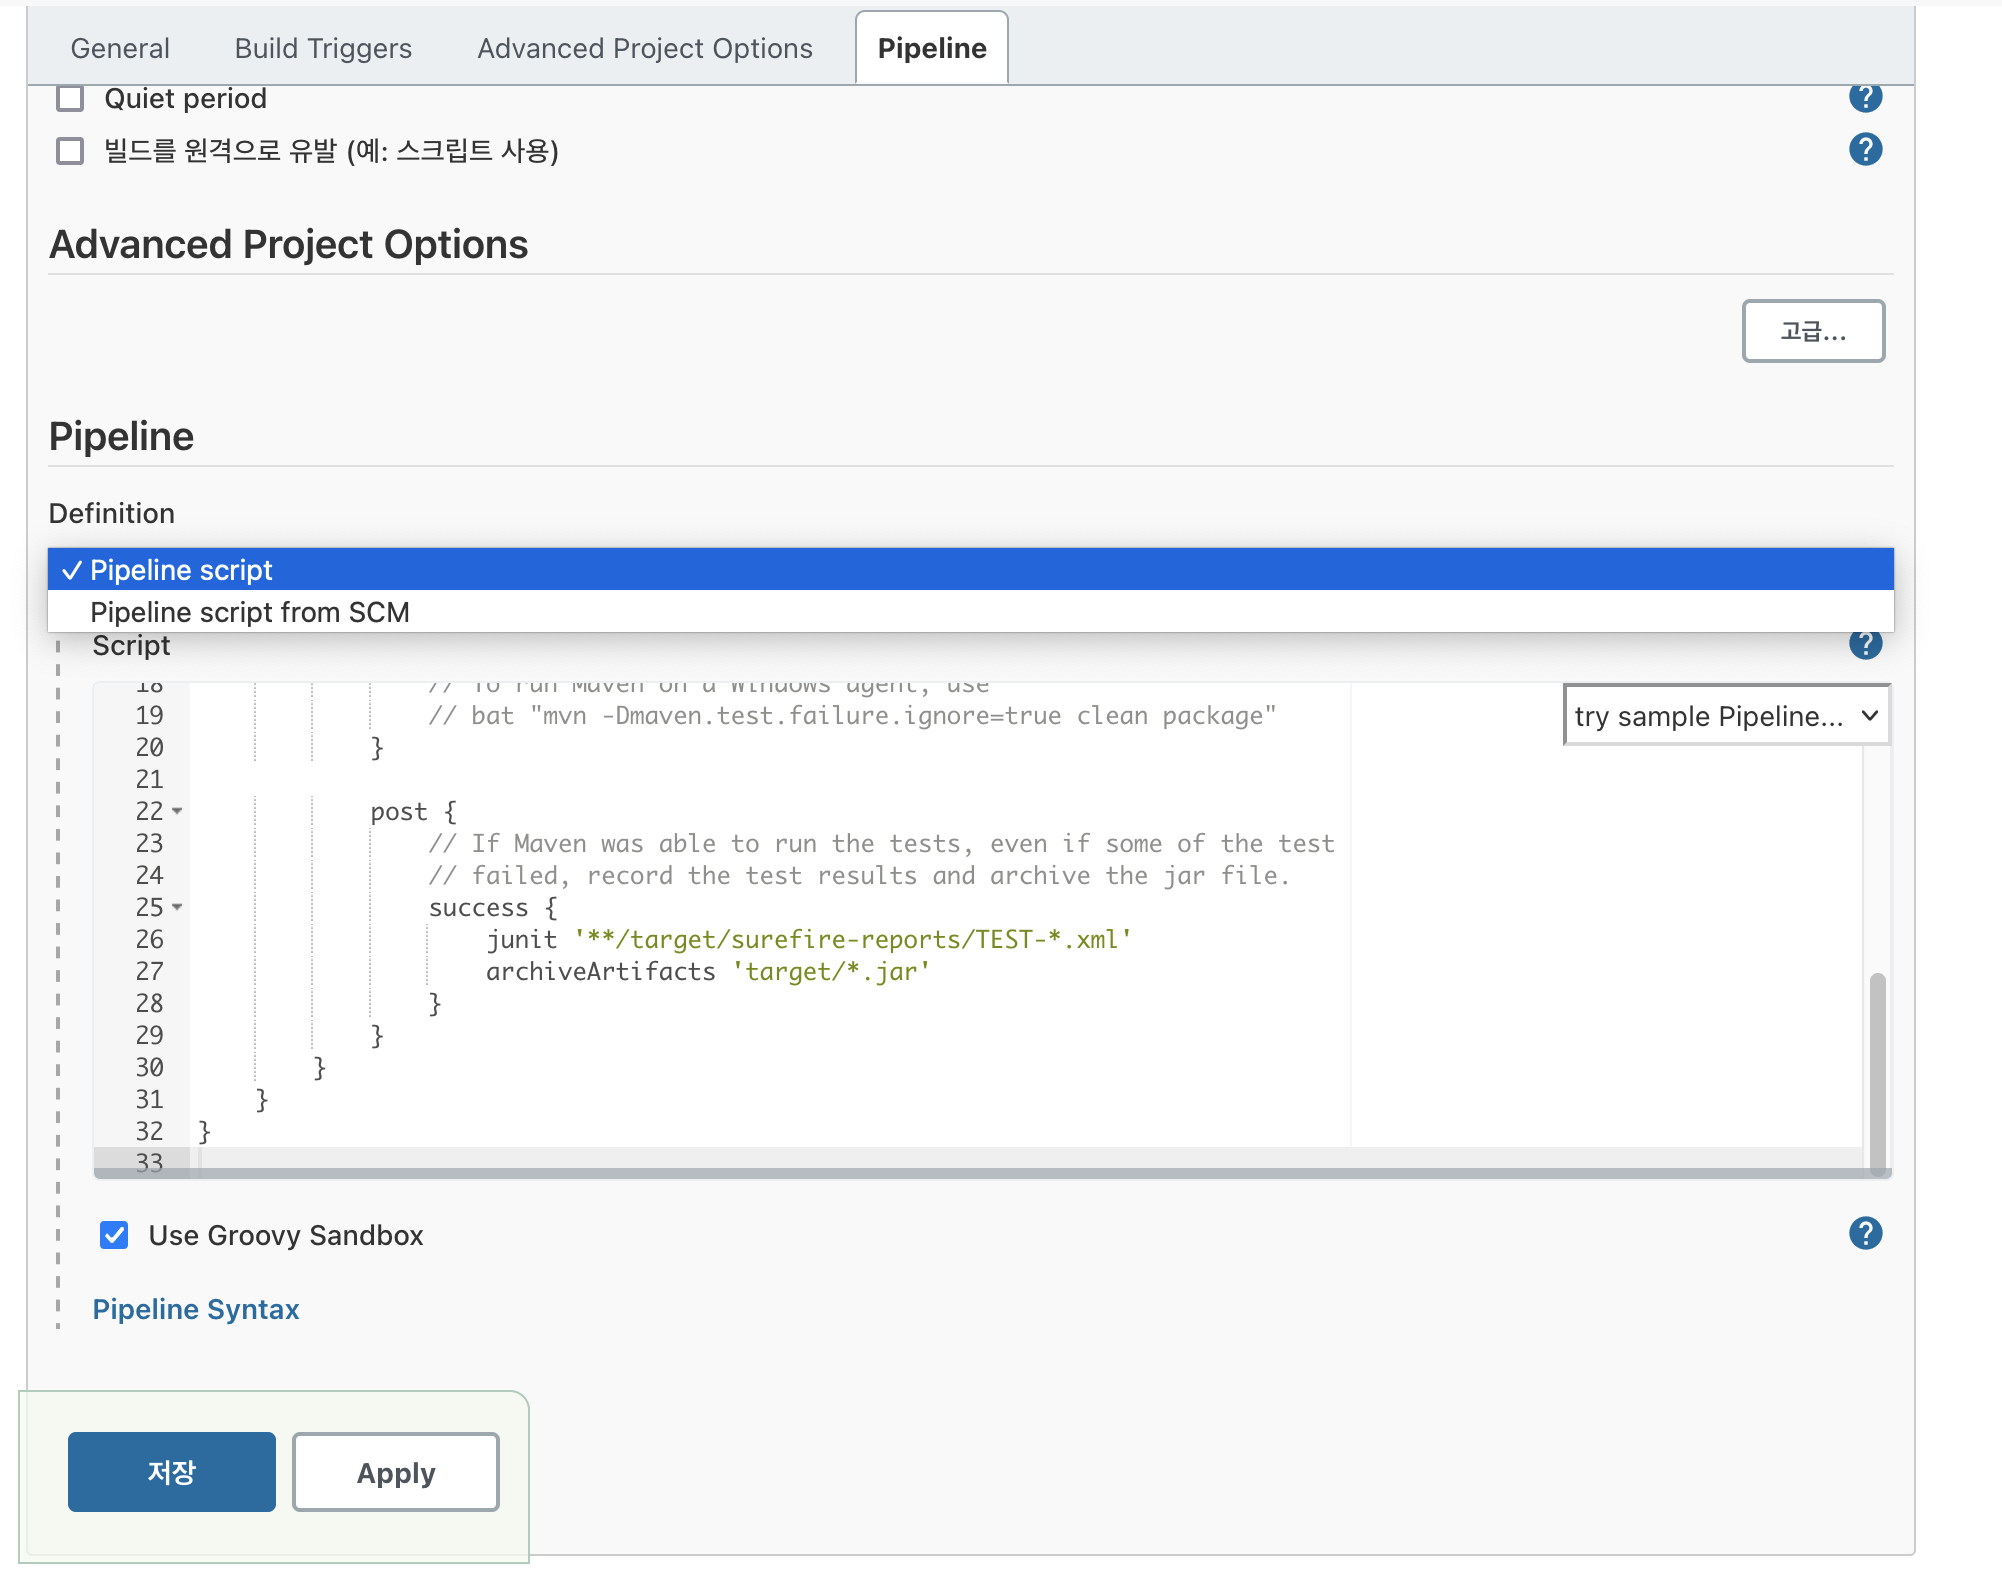 General Build Triggers Advanced Project Options Pipeline
Quiet period
?
빌드를 원격으로 유발 (예: 스크립트 사용)
?
Advanced Project Options
고급...
Pipeline
Definition
✓ Pipeline script
Pipeline script from SCM
Script
?
18 // To run Maven on a Windows agent, use
19 // bat "mvn -Dmaven.test.failure.ignore=true clean package"
try sample Pipeline...
20 }
21
22 post {
23 // If Maven was able to run the tests, even if some of the test
24 // failed, record the test results and archive the jar file.
25 success {
26 junit '**/target/surefire-reports/TEST-*.xml'
27 archiveArtifacts 'target/*.jar'
28 }
29 }
30 }
31 }
32 }
33
Use Groovy Sandbox
?
Pipeline Syntax
저장 Apply